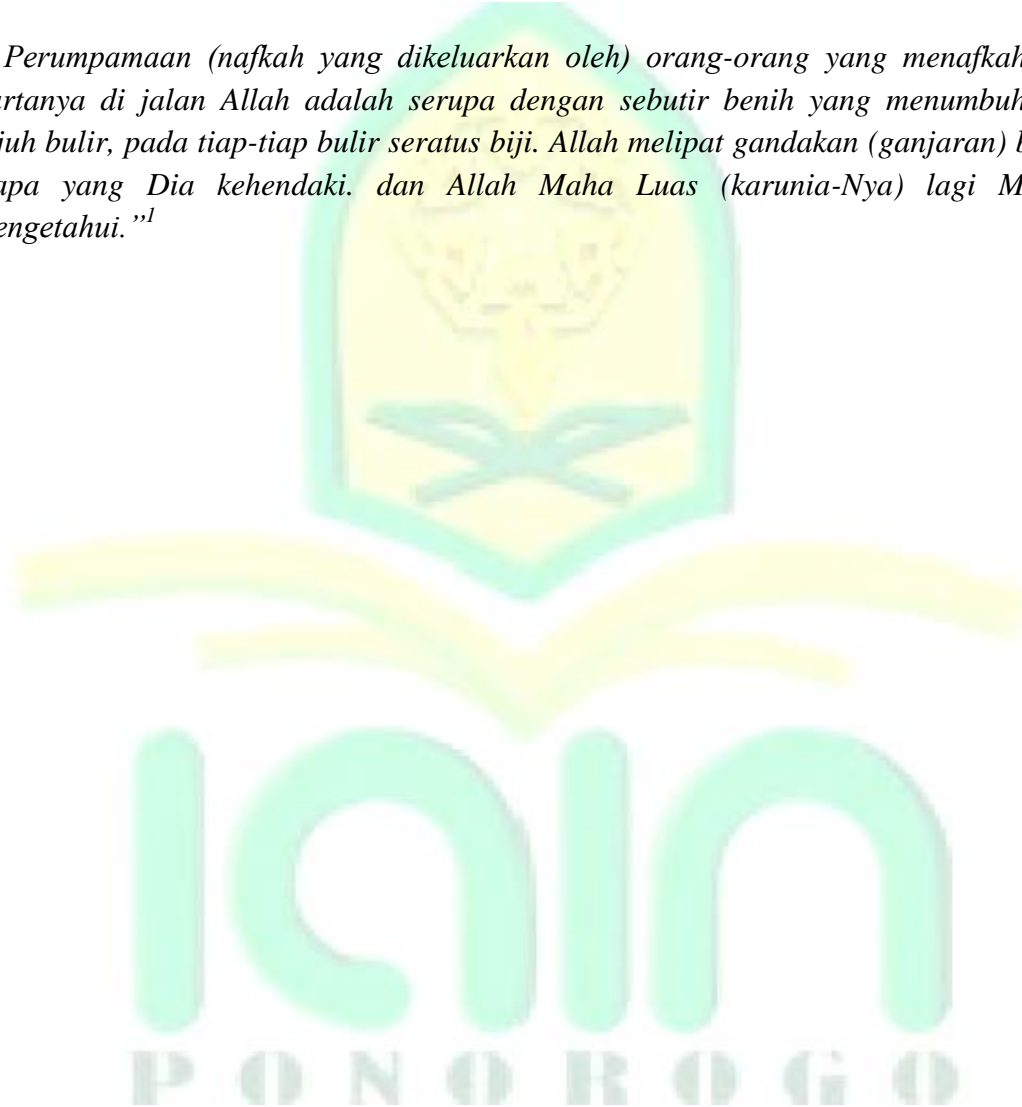 Perumpamaan (nafkah yang dikeluarkan oleh) orang-orang yang menafkah
artanya di jalan Allah adalah serupa dengan sebutir benih yang menumbuh
juh bulir, pada tiap-tiap bulir seratus biji. Allah melipat gandakan (ganjaran) b
apa yang Dia kehendaki. dan Allah Maha Luas (karunia-Nya) lagi M
engetahui.”1
iain
PONOROGO